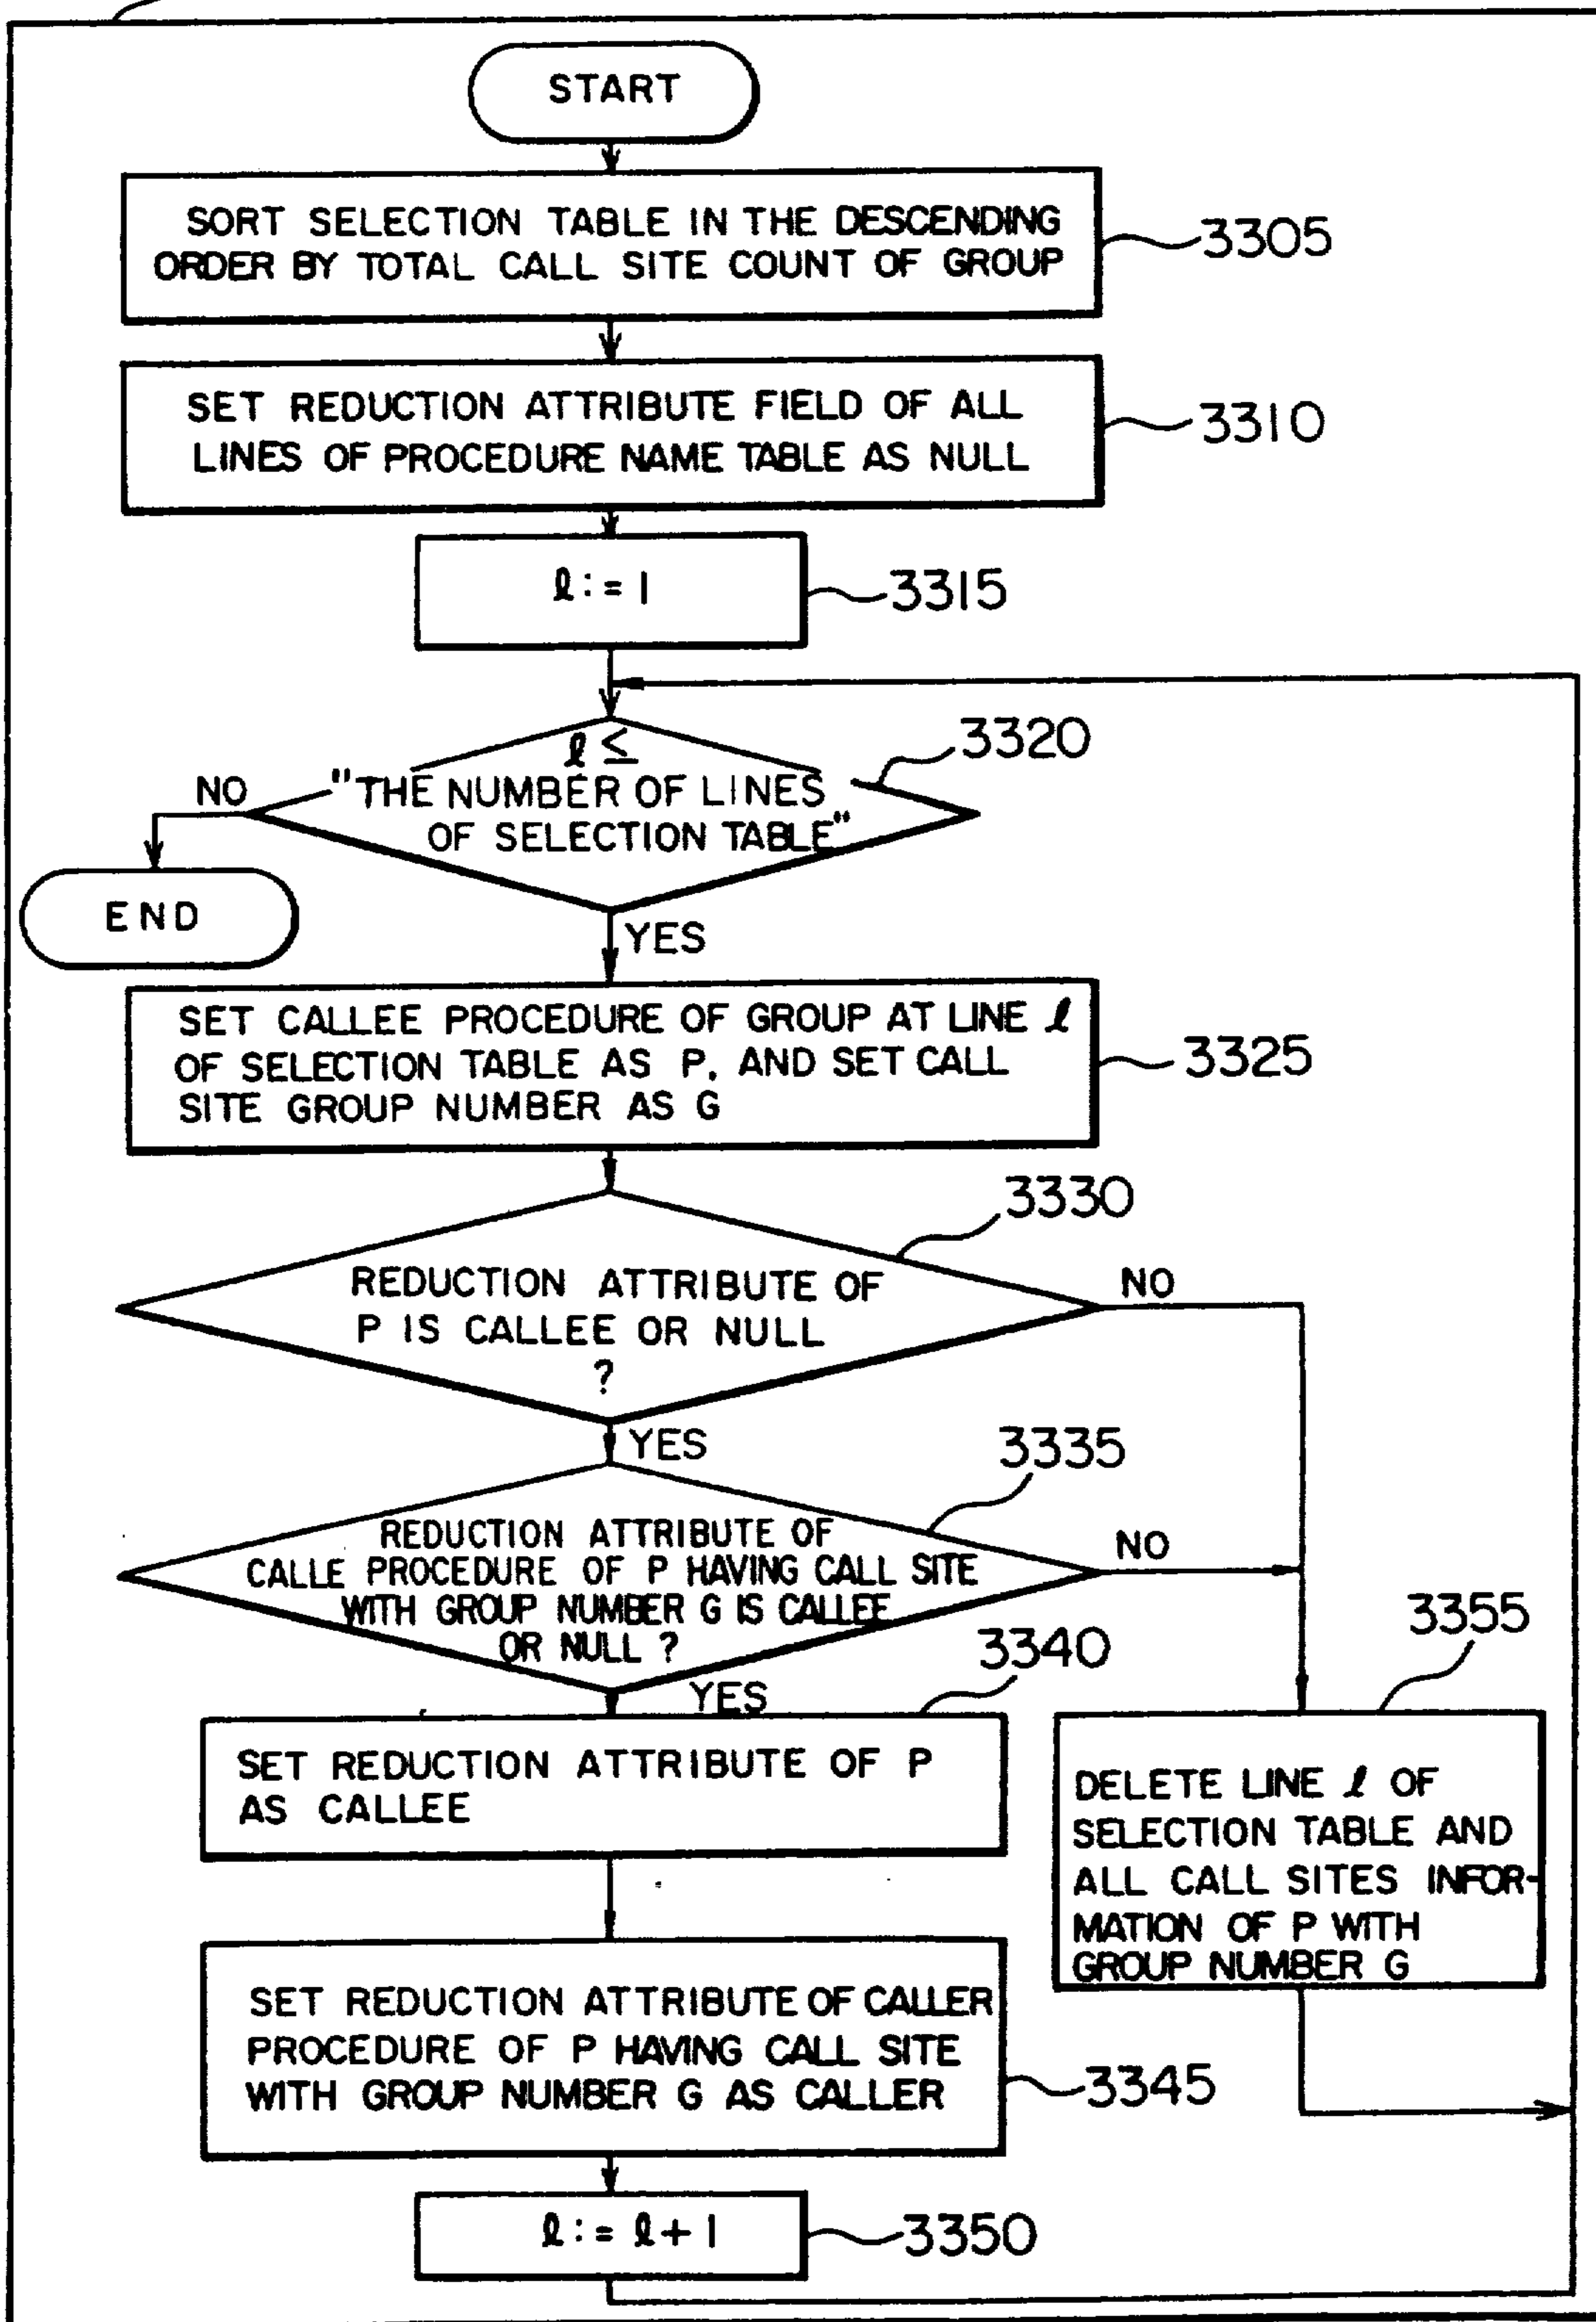 START
SORT SELECTION TABLE IN THE DESCENDING
ORDER BY TOTAL CALL SITE COUNT OF GROUP
3305
SET REDUCTION ATTRIBUTE FIELD OF ALL
LINES OF PROCEDURE NAME TABLE AS NULL
3310
ℓ := 1
3315
ℓ ≤
"THE NUMBER OF LINES
OF SELECTION TABLE"
3320
NO
END
YES
SET CALLEE PROCEDURE OF GROUP AT LINE ℓ
OF SELECTION TABLE AS P, AND SET CALL
SITE GROUP NUMBER AS G
3325
3330
REDUCTION ATTRIBUTE OF
P IS CALLEE OR NULL
?
NO
YES
3335
REDUCTION ATTRIBUTE OF
CALLE PROCEDURE OF P HAVING CALL SITE
WITH GROUP NUMBER G IS CALLEE
OR NULL ?
NO
YES
3340
SET REDUCTION ATTRIBUTE OF P
AS CALLEE
3355
DELETE LINE ℓ OF
SELECTION TABLE AND
ALL CALL SITES INFOR-
MATION OF P WITH
GROUP NUMBER G
SET REDUCTION ATTRIBUTE OF CALLER
PROCEDURE OF P HAVING CALL SITE
WITH GROUP NUMBER G AS CALLER
3345
ℓ := ℓ + 1
3350